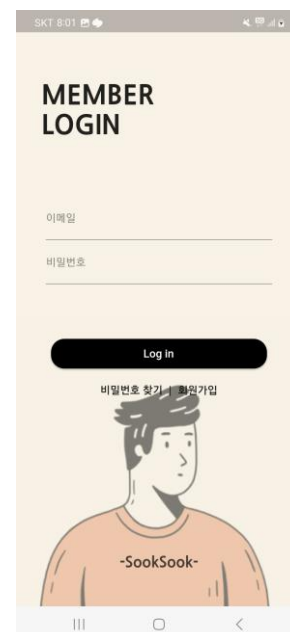 SKT 8:01
MEMBER
LOGIN
이메일
비밀번호
Log in
비밀번호 찾기 | 회원가입
-SookSook-